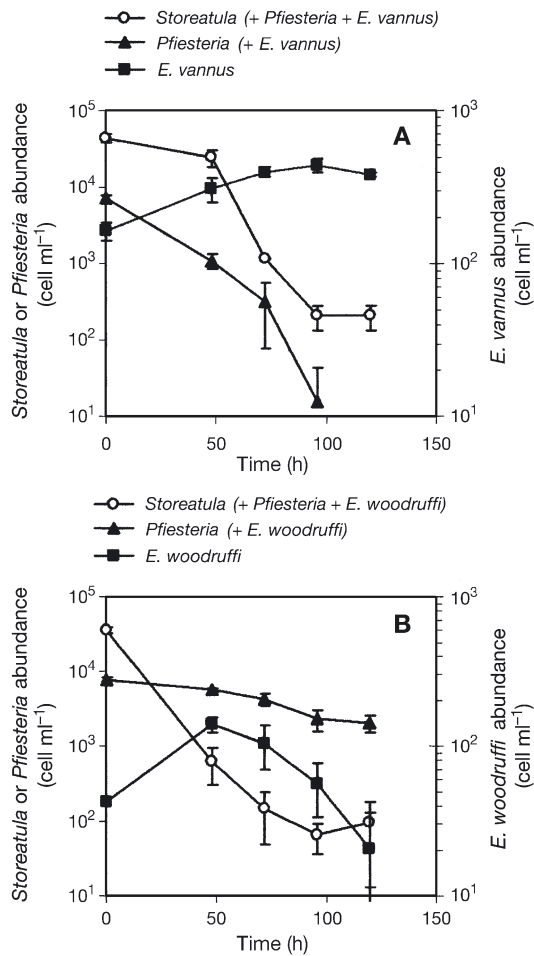 Storeatula (+ Pfiesteria + E. vannus)
Pfiesteria (+ E. vannus)
E. vannus
A
Storeatula or Pfiesteria abundance
(cell ml⁻¹)
10⁵
10⁴
10³
10²
10¹
10³
10²
10¹
E. vannus abundance
(cell ml⁻¹)
0 50 100 150
Time (h)
Storeatula (+ Pfiesteria + E. woodruffi)
Pfiesteria (+ E. woodruffi)
E. woodruffi
B
Storeatula or Pfiesteria abundance
(cell ml⁻¹)
10⁵
10⁴
10³
10²
10¹
10³
10²
10¹
E. woodruffi abundance
(cell ml⁻¹)
0 50 100 150
Time (h)